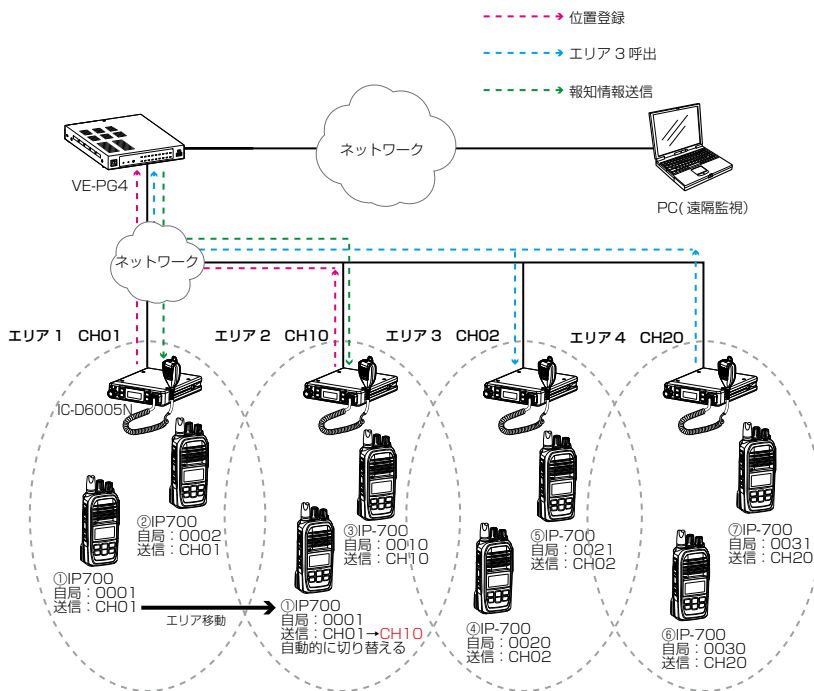 位置登録
エリア 3 呼出
報知情報送信
ネットワーク
VE-PG4
PC( 遠隔監視)
ネットワーク
エリア 1 CH01
エリア 2 CH10
エリア 3 CH02
エリア 4 CH20
IC-D6005N
②IP700
自局：0002
送信：CH01
③IP-700
自局：0010
送信：CH10
⑤IP-700
自局：0021
送信：CH02
⑦IP-700
自局：0031
送信：CH20
①IP700
自局：0001
送信：CH01
エリア移動
①IP700
自局：0001
送信：CH01→CH10
自動的に切り替える
④IP-700
自局：0020
送信：CH02
⑥IP-700
自局：0030
送信：CH20